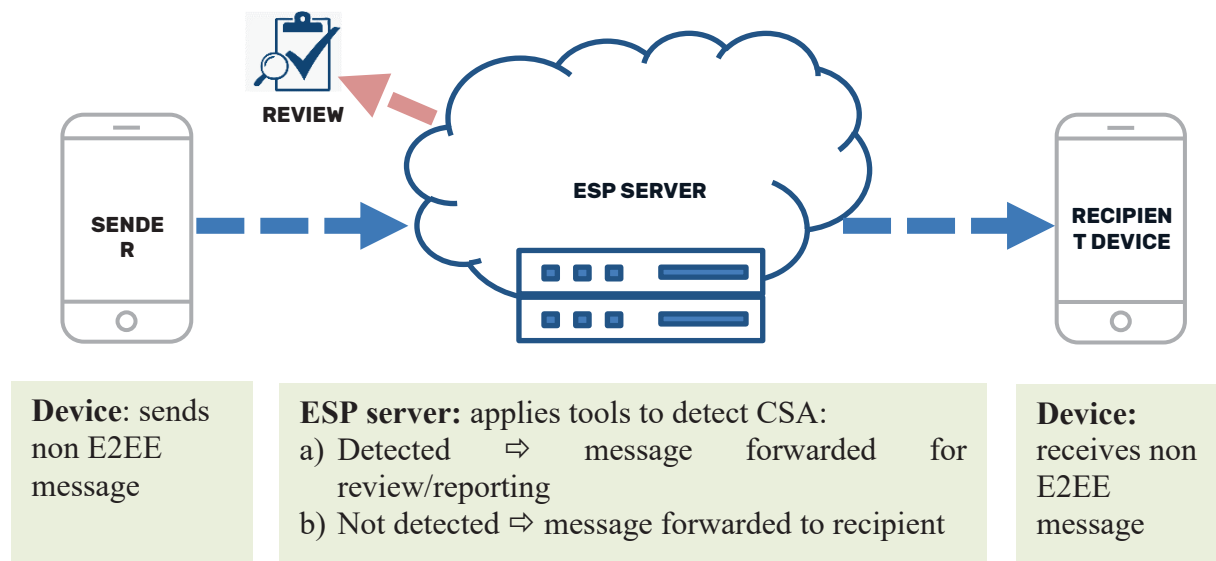 REVIEW
SENDE
R
ESP SERVER
RECIPIEN
T DEVICE
Device: sends
non E2EE
message
ESP server: applies tools to detect CSA:
a) Detected ⇨ message forwarded for
review/reporting
b) Not detected ⇨ message forwarded to recipient
Device:
receives non
E2EE
message